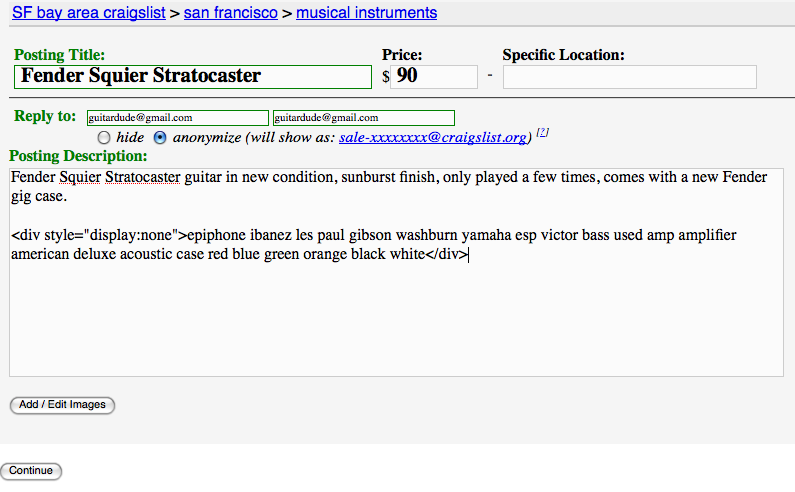 SF bay area craigslist > san francisco > musical instruments
Posting Title: Price: Specific Location:
Fender Squier Stratocaster $ 90 -
Reply to: guitardude@gmail.com guitardude@gmail.com
hide anonymize (will show as: sale-xxxxxxxx@craigslist.org) [?]
Posting Description:
Fender Squier Stratocaster guitar in new condition, sunburst finish, only played a few times, comes with a new Fender
gig case.
<div style="display:none">epiphone ibanez les paul gibson washburn yamaha esp victor bass used amp amplifier
american deluxe acoustic case red blue green orange black white</div>
Add / Edit Images
Continue